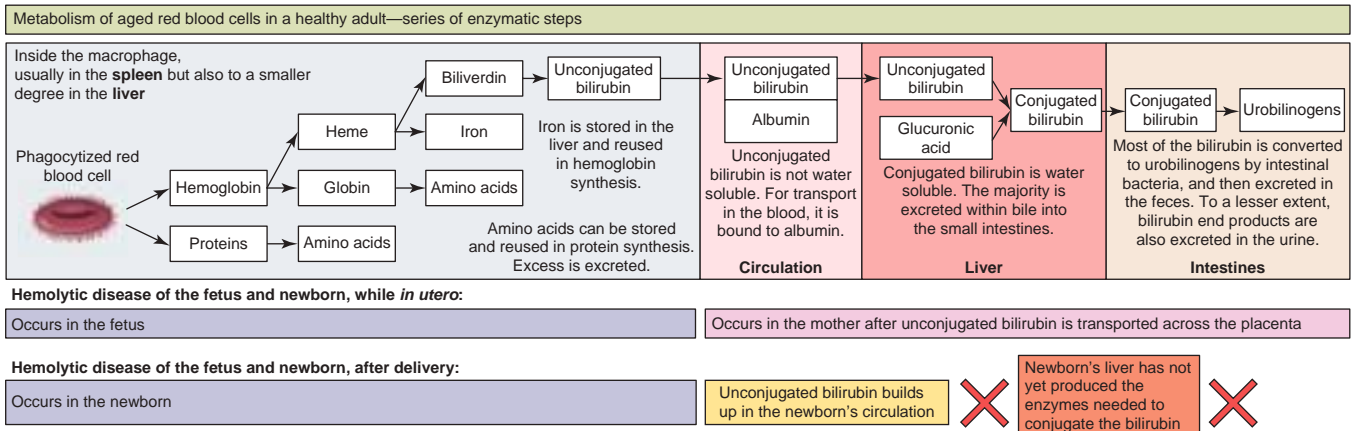 Metabolism of aged red blood cells in a healthy adult—series of enzymatic steps
Inside the macrophage,
usually in the spleen but also to a smaller
degree in the liver
Phagocytized red
blood cell
Hemoglobin
Proteins
Heme
Globin
Amino acids
Biliverdin
Iron
Amino acids
Unconjugated
bilirubin
Iron is stored in the
liver and reused
in hemoglobin
synthesis.
Amino acids can be stored
and reused in protein synthesis.
Excess is excreted.
Unconjugated
bilirubin
Albumin
Unconjugated
bilirubin is not water
soluble. For transport
in the blood, it is
bound to albumin.
Circulation
Unconjugated
bilirubin
Glucuronic
acid
Conjugated
bilirubin
Conjugated bilirubin is water
soluble. The majority is
excreted within bile into
the small intestines.
Liver
Conjugated
bilirubin
Urobilinogens
Most of the bilirubin is converted
to urobilinogens by intestinal
bacteria, and then excreted in
the feces. To a lesser extent,
bilirubin end products are
also excreted in the urine.
Intestines
Hemolytic disease of the fetus and newborn, while in utero:
Occurs in the fetus
Occurs in the mother after unconjugated bilirubin is transported across the placenta
Hemolytic disease of the fetus and newborn, after delivery:
Occurs in the newborn
Unconjugated bilirubin builds
up in the newborn's circulation
Newborn's liver has not
yet produced the
enzymes needed to
conjugate the bilirubin